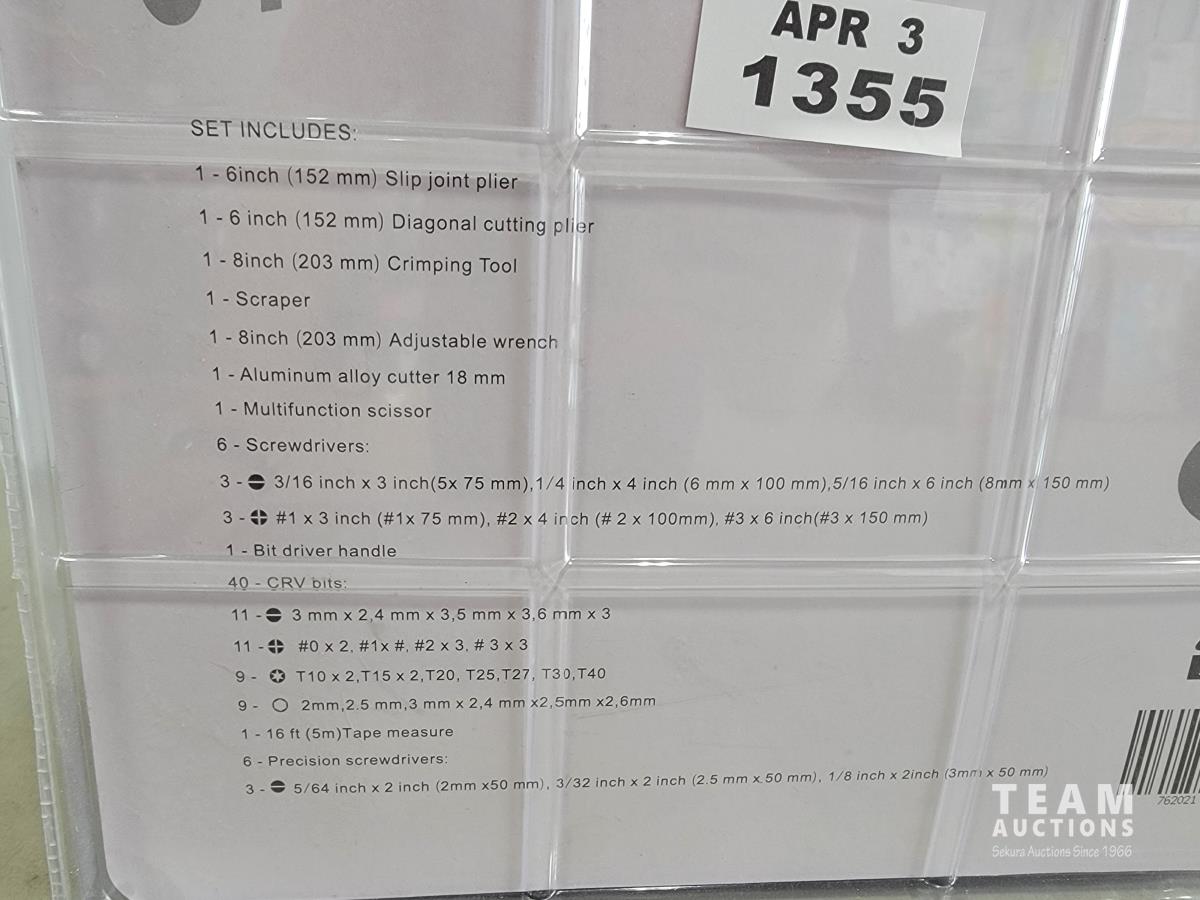 APR 3
1355
SET INCLUDES:
1 - 6inch (152 mm) Slip joint plier
1 - 6 inch (152 mm) Diagonal cutting plier
1 - 8inch (203 mm) Crimping Tool
1 - Scraper
1 - 8inch (203 mm) Adjustable wrench
1 - Aluminum alloy cutter 18 mm
1 - Multifunction scissor
6 - Screwdrivers:
3 - 3/16 inch x 3 inch(5x 75 mm),1/4 inch x 4 inch (6 mm x 100 mm),5/16 inch x 6 inch (8mm x 150 mm)
3 - #1 x 3 inch (#1x 75 mm), #2 x 4 inch (# 2 x 100mm), #3 x 6 inch(#3 x 150 mm)
1 - Bit driver handle
40 - CRV bits:
11 - 3 mm x 2,4 mm x 3,5 mm x 3,6 mm x 3
11 - #0 x 2, #1x #, #2 x 3, # 3 x 3
9 - T10 x 2,T15 x 2,T20, T25,T27, T30,T40
9 - 2mm,2.5 mm,3 mm x 2,4 mm x2,5mm x2,6mm
1 - 16 ft (5m)Tape measure
6 - Precision screwdrivers:
3 - 5/64 inch x 2 inch (2mm x50 mm), 3/32 inch x 2 inch (2.5 mm x 50 mm), 1/8 inch x 2inch (3mm x 50 mm)
762021
TEAM
AUCTIONS
Sekura Auctions Since 1966